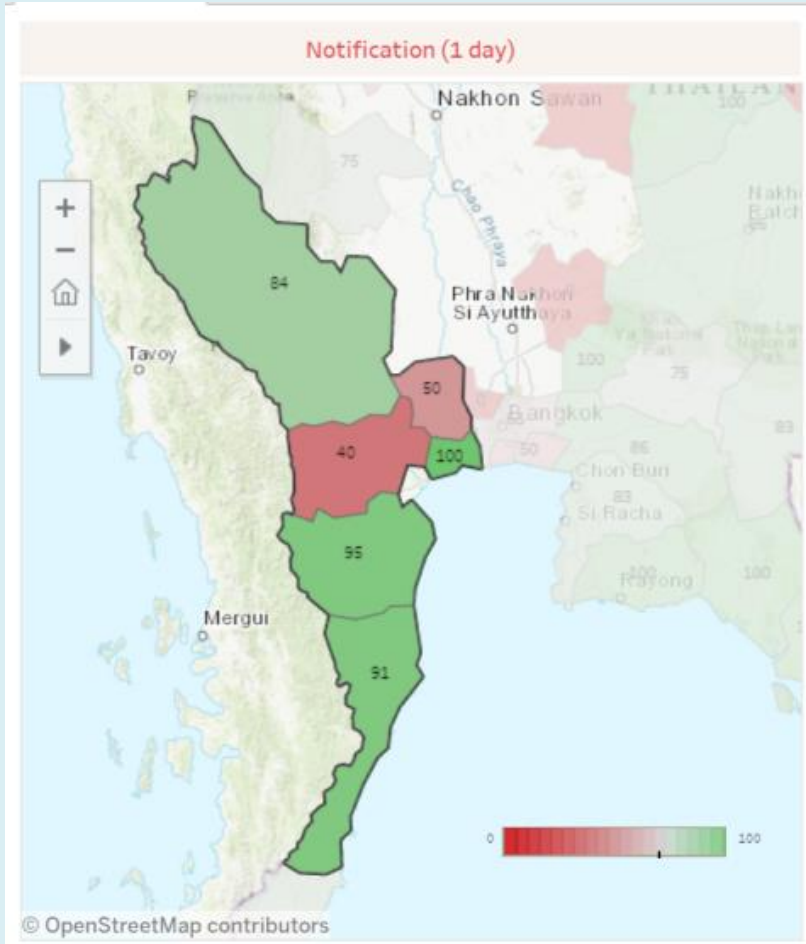 Notification (1 day)
Nakhon Sawan
THAILAN
100
75
Chao Phraya
84
Phra Nakhon
Si Ayutthaya
Tavoy
100
75
50
Bangkok
83
40
100
50
86
Chon Buri
83
Si Racha
95
100
100
Rayong
Mergui
91
0
100
© OpenStreetMap contributors